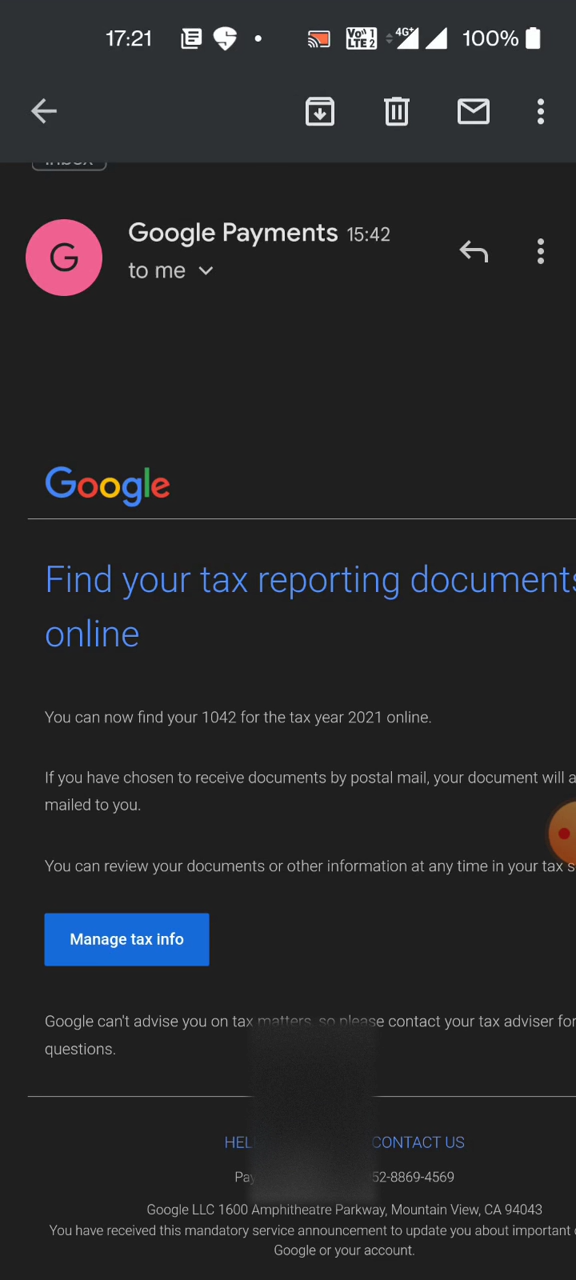 17:21
Vo)) 1
LTE 2
4G+
100%
G
Google Payments 15:42
to me
Google
Find your tax reporting documents
online
You can now find your 1042 for the tax year 2021 online.
If you have chosen to receive documents by postal mail, your document will a
mailed to you.
You can review your documents or other information at any time in your tax s
Manage tax info
Google can't advise you on tax matters, so please contact your tax adviser for
questions.
CONTACT US
52-8869-4569
Google LLC 1600 Amphitheatre Parkway, Mountain View, CA 94043
You have received this mandatory service announcement to update you about important
Google or your account.